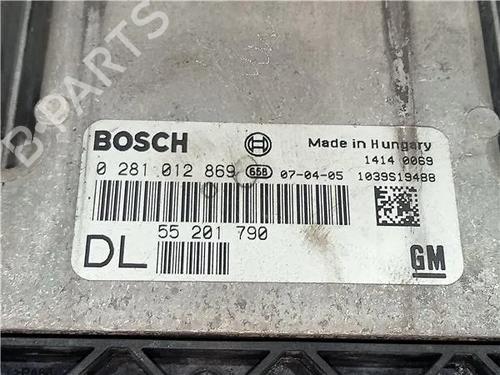 B-PARTS
BOSCH
Made in Hungary
1414 0069
0 281 012 869 658 07-04-05 1039S19488
55 201 790
DL
GM